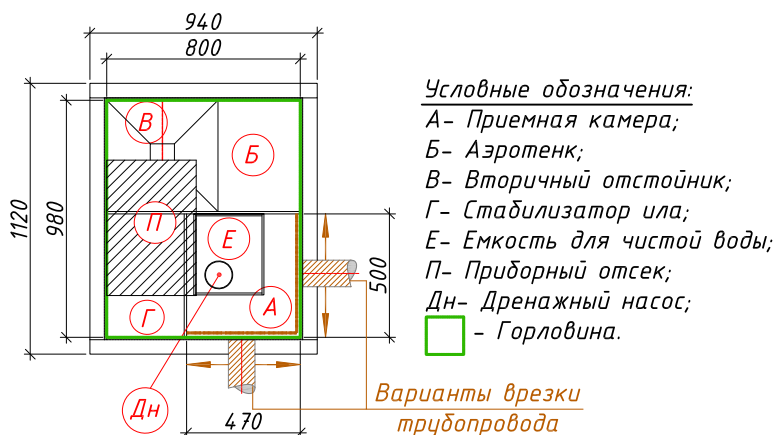 940
800
1120
980
500
470
В
Б
П
Е
А
Г
Дн
Условные обозначения:
А- Приемная камера;
Б- Аэротенк;
В- Вторичный отстойник;
Г- Стабилизатор ила;
Е- Емкость для чистой воды;
П- Приборный отсек;
Дн- Дренажный насос;
- Горловина.
Варианты врезки
трубопровода